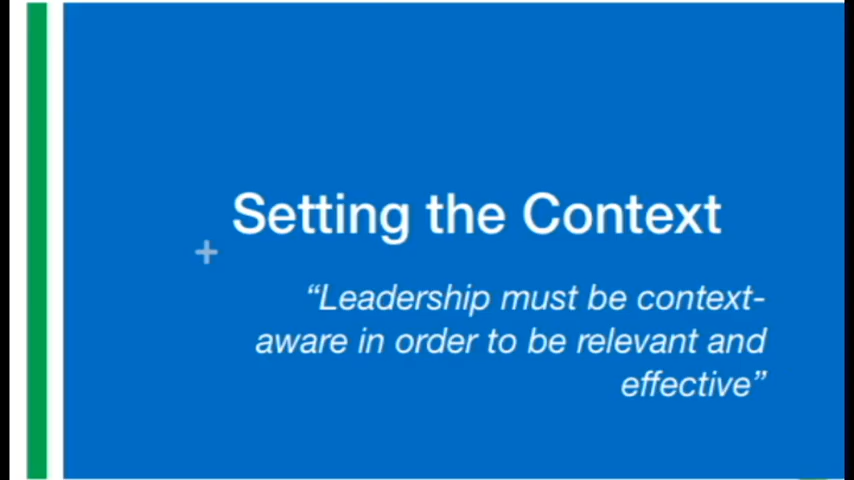 Setting the Context
+
“Leadership must be context-
aware in order to be relevant and
effective”